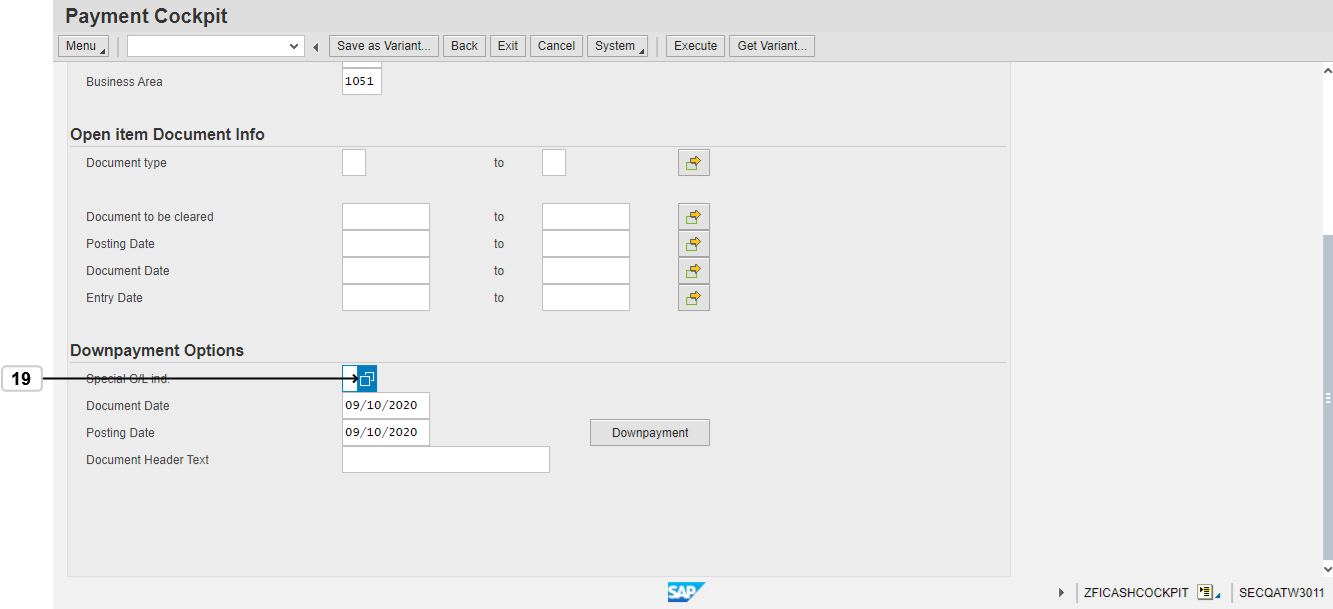 Payment Cockpit
Menu Save as Variant... Back Exit Cancel System Execute Get Variant...
Business Area 1051
Open item Document Info
Document type to
Document to be cleared to
Posting Date to
Document Date to
Entry Date to
Downpayment Options
19 Special G/L ind.
Document Date 09/10/2020
Posting Date 09/10/2020 Downpayment
Document Header Text
SAP ZFICASHCOCKPIT SECQATW3011